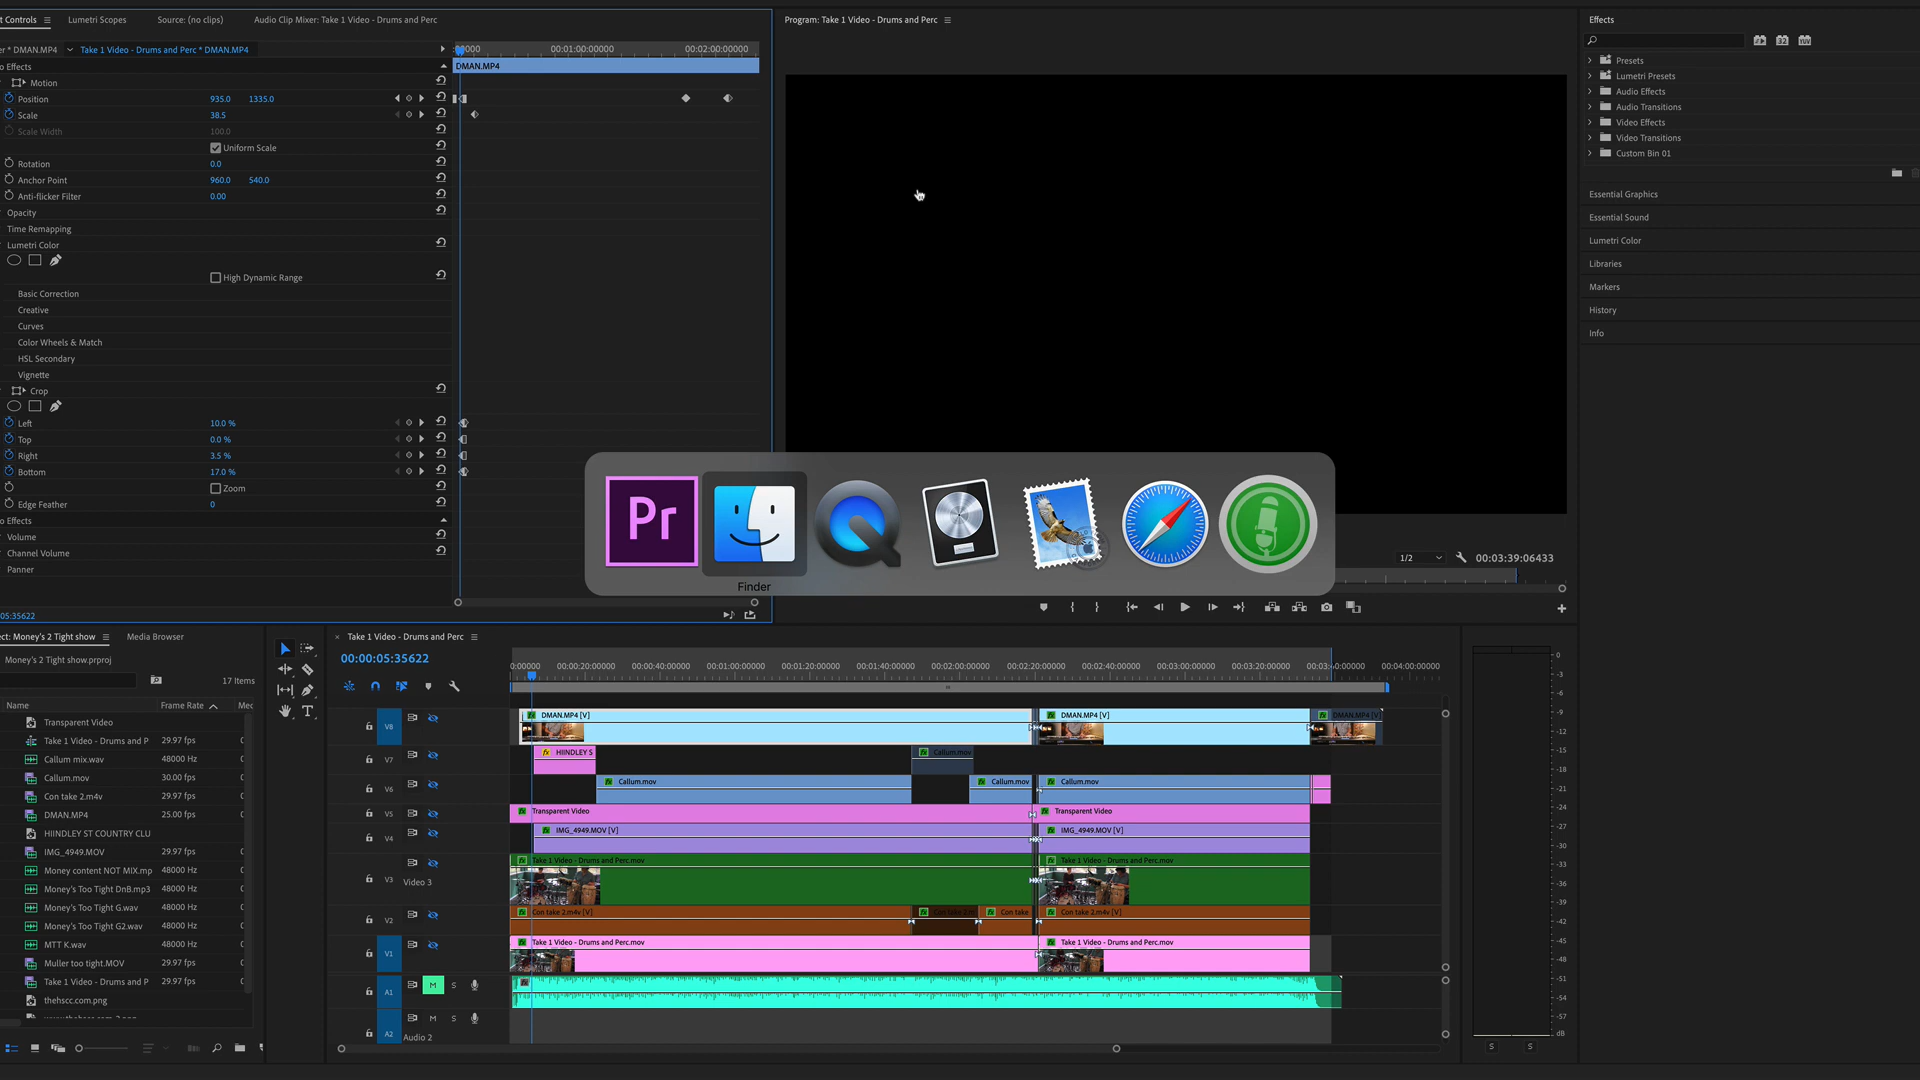 t Controls
Lumetri Scopes
Source: (no clips)
Audio Clip Mixer: Take 1 Video - Drums and Perc
er * DMAN.MP4
Take 1 Video - Drums and Perc * DMAN.MP4
:00000
00:01:00:00000
00:02:00:00000
DMAN.MP4
o Effects
Motion
Position 935.0 1335.0
Scale 38.5
Scale Width 100.0
Uniform Scale
Rotation 0.0
Anchor Point 960.0 540.0
Anti-flicker Filter 0.00
Opacity
Time Remapping
Lumetri Color
High Dynamic Range
Basic Correction
Creative
Curves
Color Wheels & Match
HSL Secondary
Vignette
Crop
Left 10.0 %
Top 0.0 %
Right 3.5 %
Bottom 17.0 %
Zoom
Edge Feather 0
o Effects
Volume
Channel Volume
Panner
05:35622
Program: Take 1 Video - Drums and Perc
Pr
Finder
1/2
00:03:39:06433
Effects
32
Presets
Lumetri Presets
Audio Effects
Audio Transitions
Video Effects
Video Transitions
Custom Bin 01
Essential Graphics
Essential Sound
Lumetri Color
Libraries
Markers
History
Info
ct: Money's 2 Tight show
Media Browser
Money's 2 Tight show.prproj
17 Items
Name Frame Rate Mec
Transparent Video
Take 1 Video - Drums and P 29.97 fps 0
Callum mix.wav 48000 Hz 0
Callum.mov 30.00 fps 0
Con take 2.m4v 29.97 fps 0
DMAN.MP4 25.00 fps 0
HIINDLEY ST COUNTRY CLU
IMG_4949.MOV 29.97 fps 0
Money content NOT MIX.mp 48000 Hz 0
Money's Too Tight DnB.mp3 48000 Hz 0
Money's Too Tight G.wav 48000 Hz 0
Money's Too Tight G2.wav 48000 Hz 0
MTT K.wav 48000 Hz 0
Muller too tight.MOV 29.97 fps 0
Take 1 Video - Drums and P 29.97 fps 0
thehscc.com.png
T
× Take 1 Video - Drums and Perc
00:00:05:35622
0:00000
00:00:20:00000
00:00:40:00000
00:01:00:00000
00:01:20:00000
00:01:40:00000
00:02:00:00000
00:02:20:00000
00:02:40:00000
00:03:00:00000
00:03:20:00000
00:03:40:00000
00:04:00:00000
V8
DMAN.MP4 [V]
DMAN.MP4 [V]
DMAN.MP4 [V]
V7
HIINDLEY S
Callum.mov
V6
Callum.mov
Callum.mov
Callum.mov
V5
Transparent Video
Transparent Video
V4
IMG_4949.MOV [V]
IMG_4949.MOV [V]
V3
Video 3
Take 1 Video - Drums and Perc.mov
Take 1 Video - Drums and Perc.mov
V2
Con take 2.m4v [V]
Con take
Con take 2.m4v [V]
V1
Take 1 Video - Drums and Perc.mov
Take 1 Video - Drums and Perc.mov
A1 M S
A2 M S
Audio 2
0
-3
-6
-9
-12
-15
-18
-21
-24
-27
-30
-33
-36
-39
-42
-45
-48
-51
-54
-57
dB
S
S